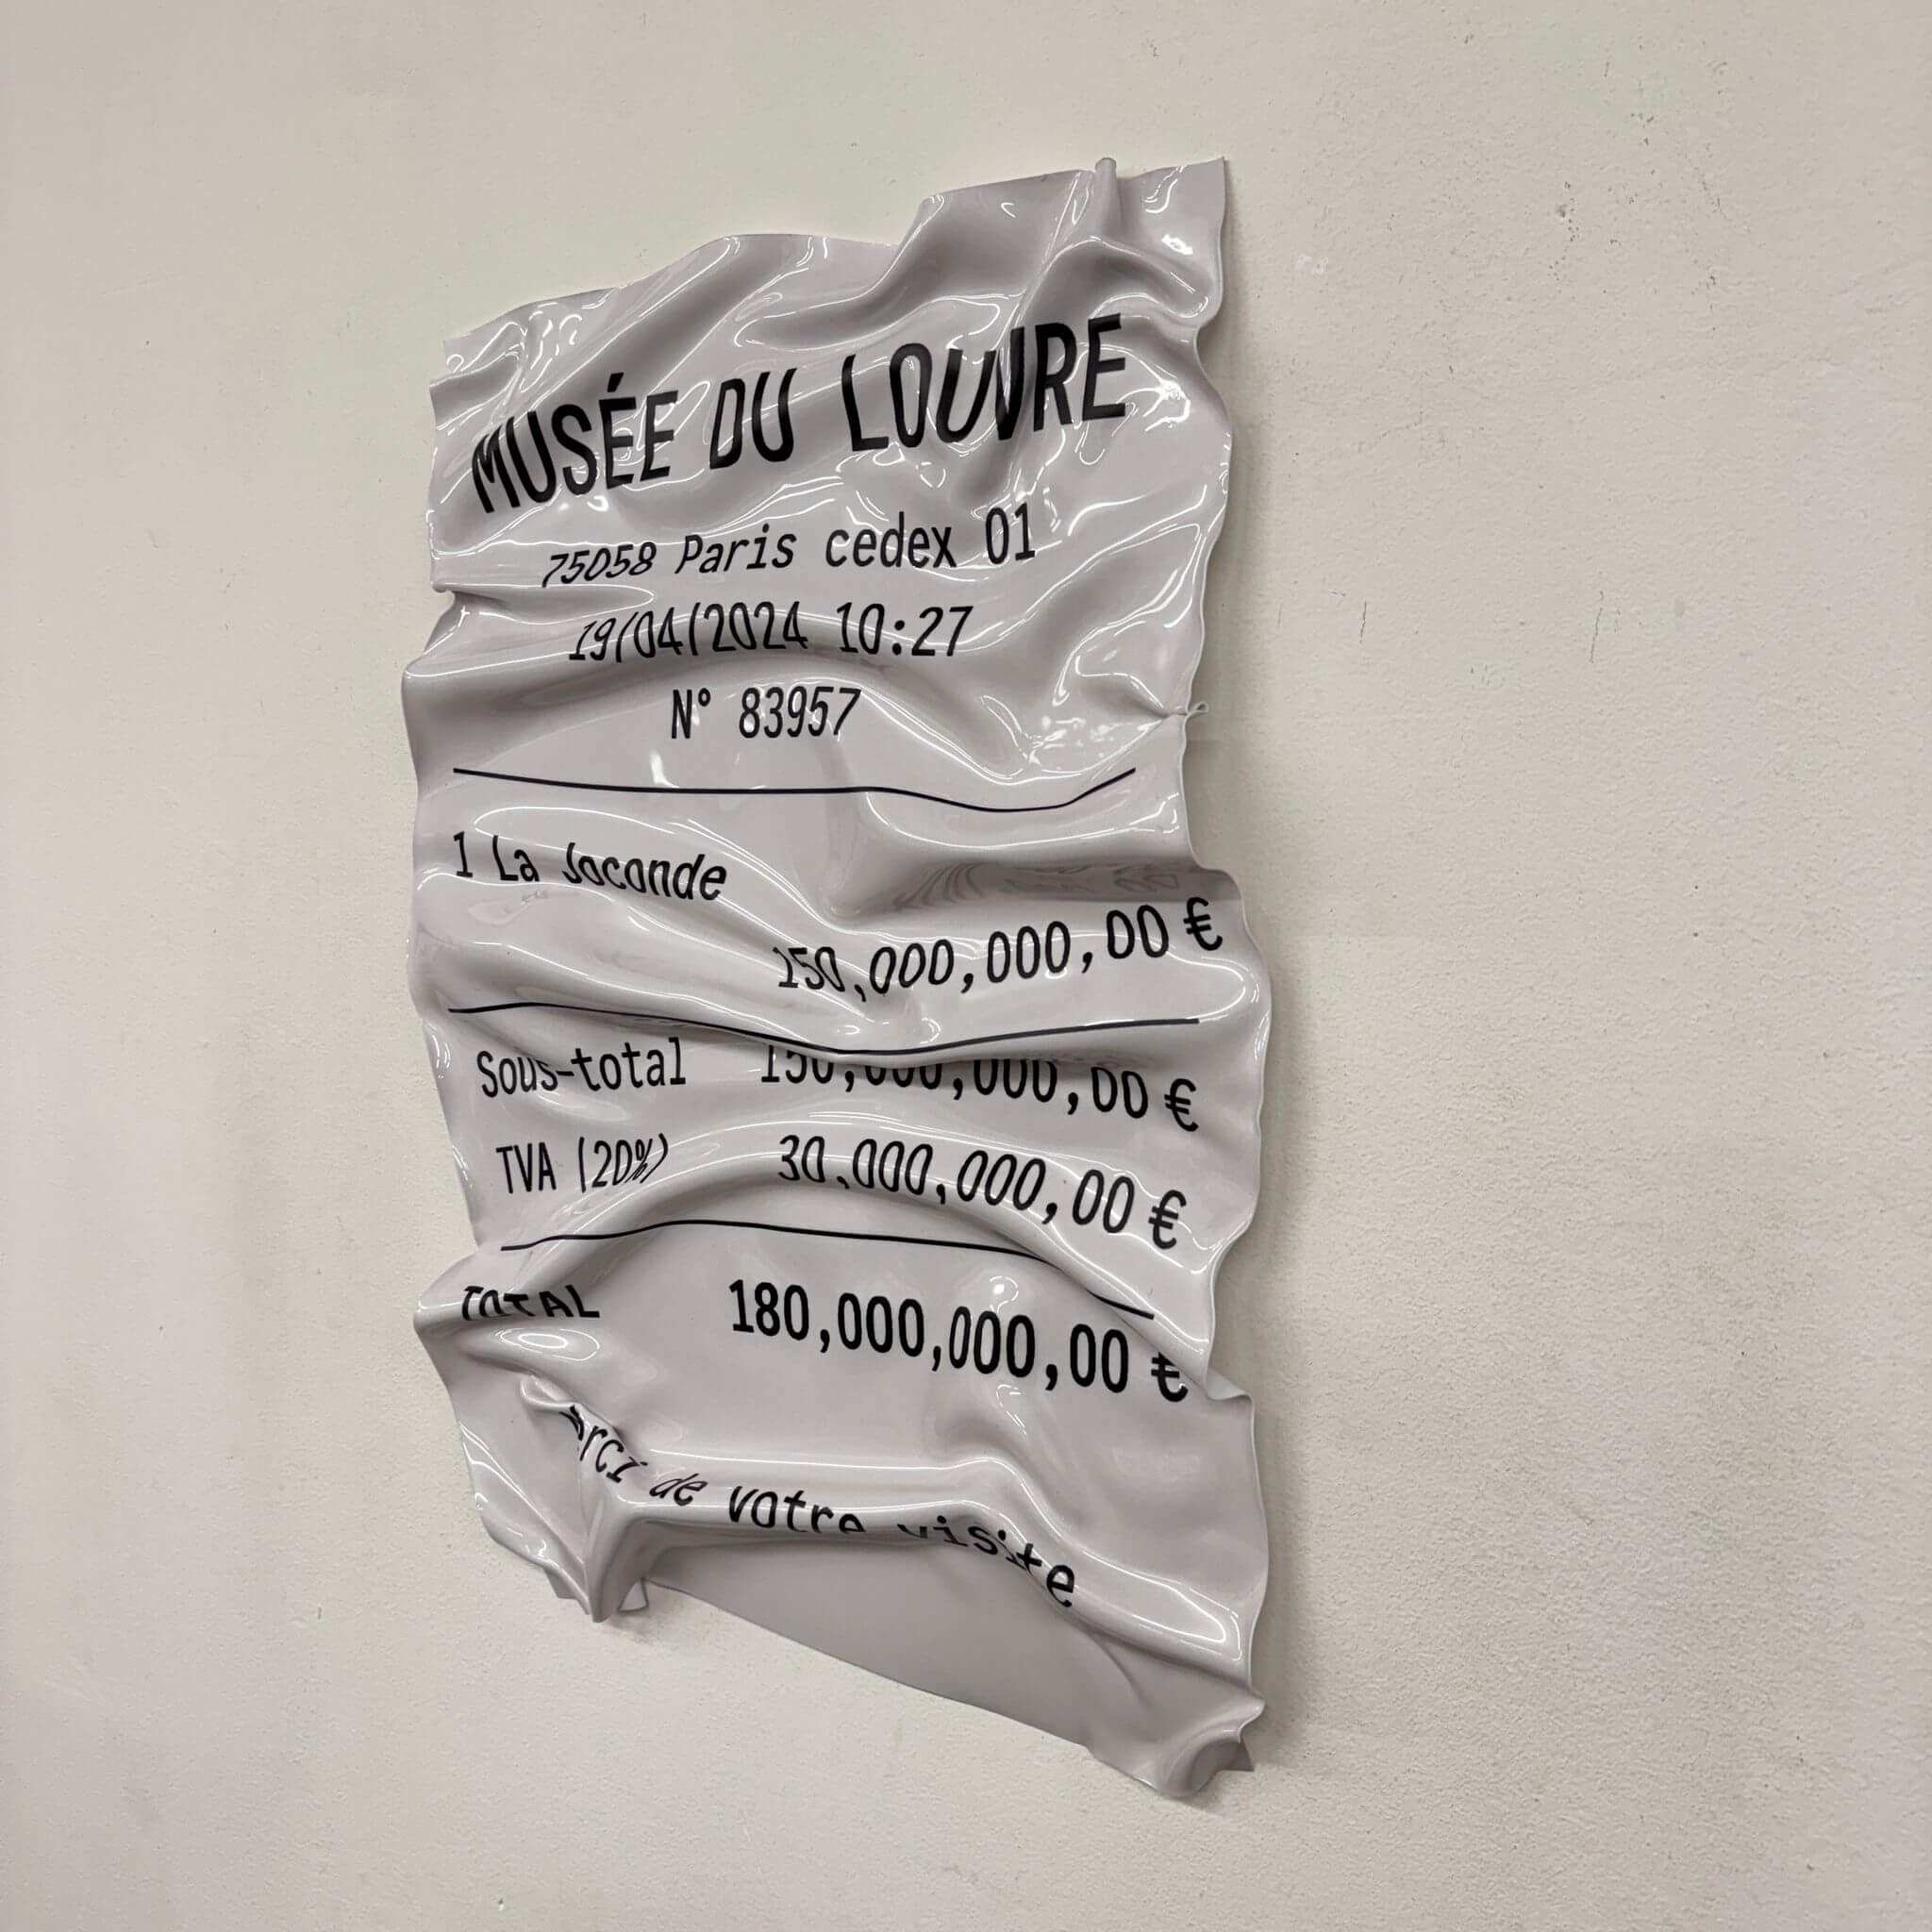 MUSÉE DU LOUVRE
75058 Paris cedex 01
19/04/2024 10:27
N° 83957
1 La Joconde
150,000,000,00 €
Sous-total 150,000,000,00 €
TVA (20%) 30.000,000,00 €
TOTAL 180,000,000,00 €
erci de votre visite